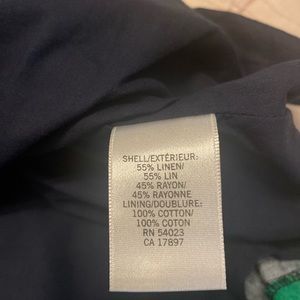 SHELL/EXTÉRIEUR:
55% LINEN/
55% LIN
45% RAYON/
45% RAYONNE
LINING/DOUBLURE:
100% COTTON/
100% COTON
RN 54023
CA 17897